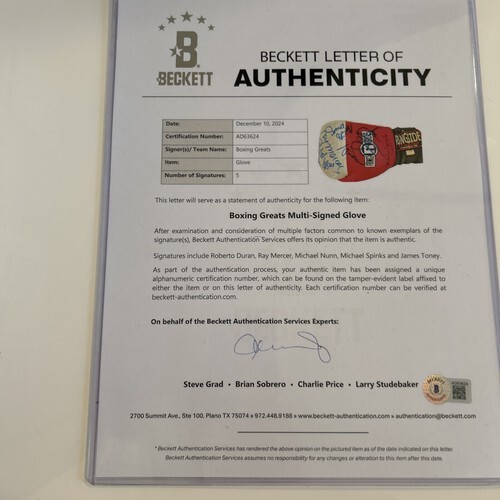 B
BECKETT
BECKETT LETTER OF
AUTHENTICITY
Date: December 10, 2024
Certification Number: AD63624
Signer(s)/ Team Name: Boxing Greats
Item: Glove
Number of Signatures: 5
This letter will serve as a statement of authenticity for the following item:
Boxing Greats Multi-Signed Glove
After examination and consideration of multiple factors common to known exemplars of the
signature(s), Beckett Authentication Services offers its opinion that the item is authentic.
Signatures include Roberto Duran, Ray Mercer, Michael Nunn, Michael Spinks and James Toney.
As part of the authentication process, your authentic item has been assigned a unique
alphanumeric certification number, which can be found on the tamper-evident label affixed to
either the item or on this letter of authenticity. Each certification number can be verified at
beckett-authentication.com.
On behalf of the Beckett Authentication Services Experts:
Steve Grad • Brian Sobrero • Charlie Price • Larry Studebaker
2700 Summit Ave., Ste 100, Plano TX 75074 » 972.448.9188 » www.beckett-authentication.com » authentication@beckett.com
* Beckett Authentication Services has rendered the above opinion on the pictured item as of the date indicated on this letter.
Beckett Authentication Services assumes no responsibility for any changes or alteration to this item after this date.